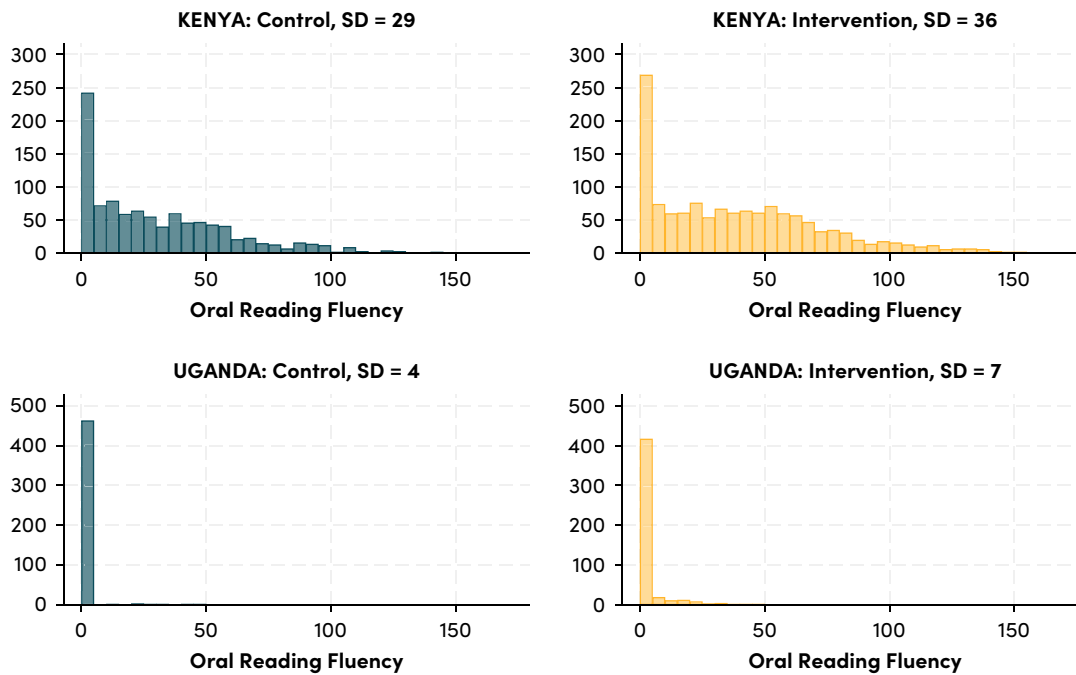 KENYA: Control, SD = 29
300
250
200
150
100
50
0
0 50 100 150
Oral Reading Fluency
KENYA: Intervention, SD = 36
300
250
200
150
100
50
0
0 50 100 150
Oral Reading Fluency
UGANDA: Control, SD = 4
500
400
300
200
100
0
0 50 100 150
Oral Reading Fluency
UGANDA: Intervention, SD = 7
500
400
300
200
100
0
0 50 100 150
Oral Reading Fluency